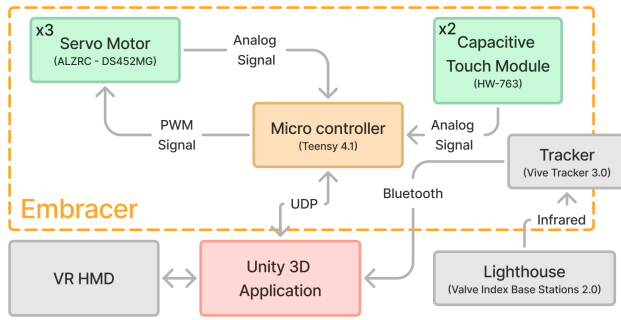 x3
Servo Motor
(ALZRC - DS452MG)
Analog
Signal
x2
Capacitive
Touch Module
(HW-763)
PWM
Signal
Micro controller
(Teensy 4.1)
Analog
Signal
Tracker
(Vive Tracker 3.0)
Bluetooth
UDP
Embracer
Infrared
VR HMD
Unity 3D
Application
Lighthouse
(Valve Index Base Stations 2.0)